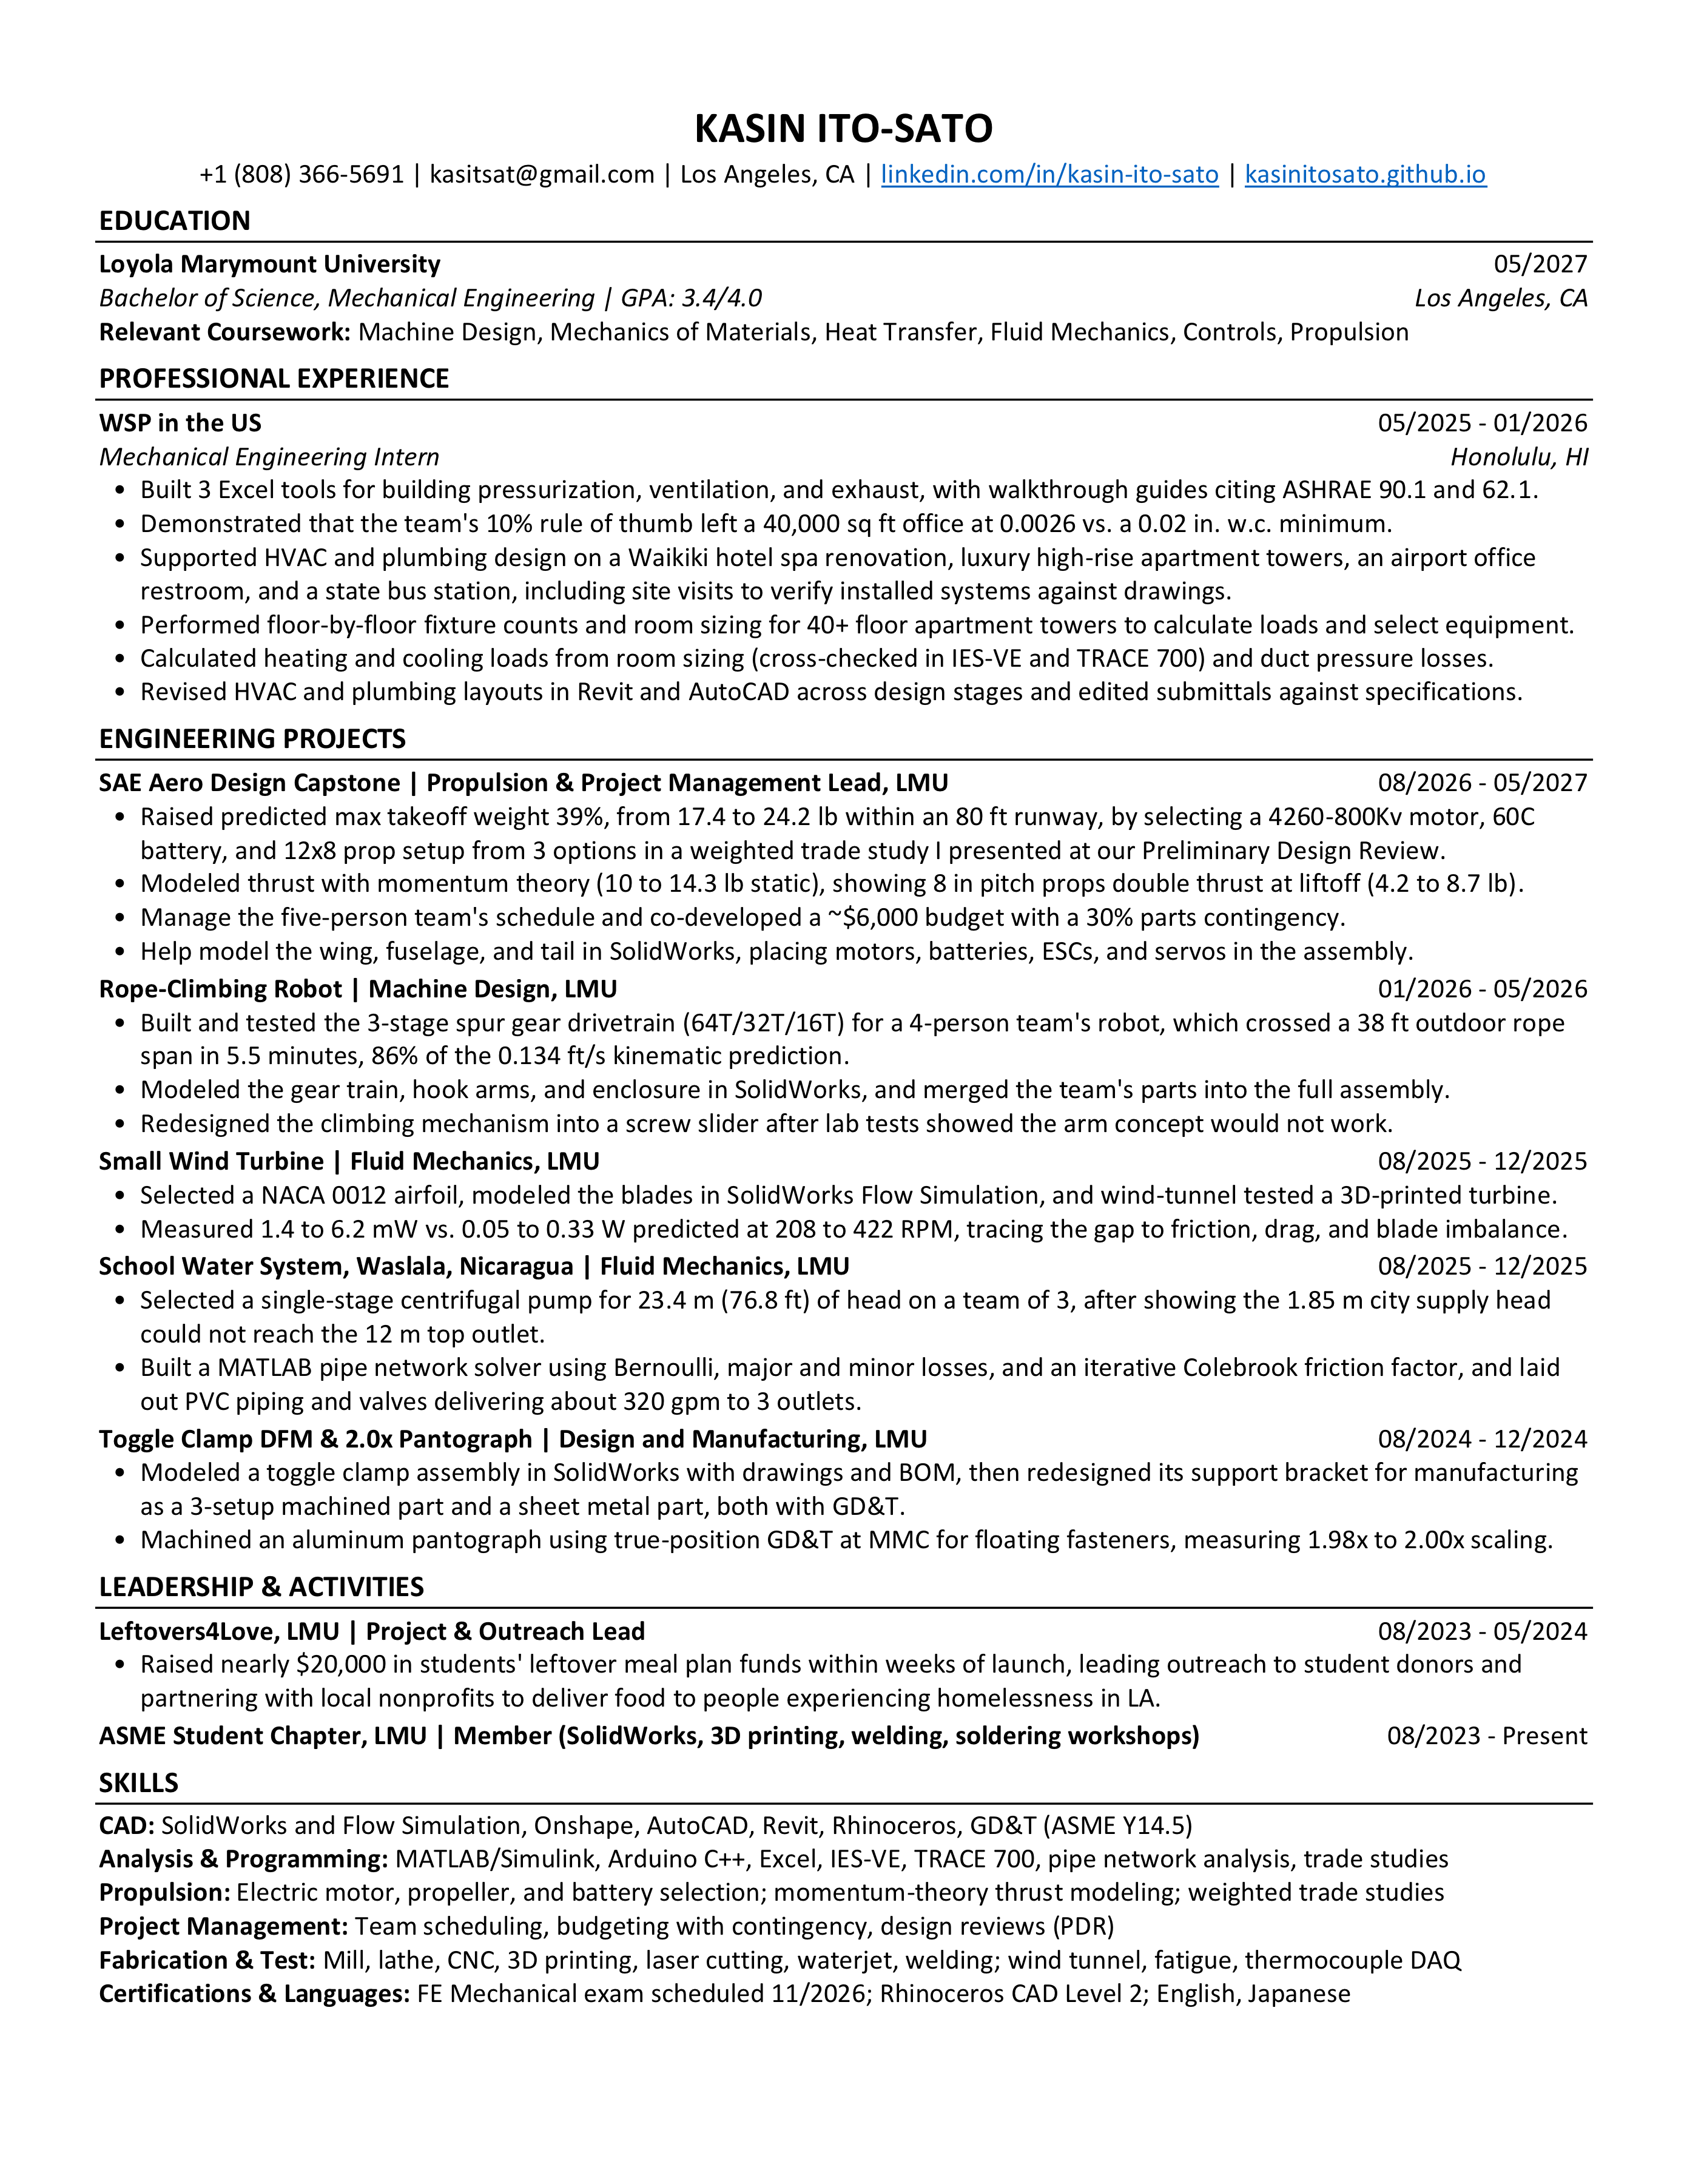 KASIN ITO-SATO
+1 (808) 366-5691 | kasitsat@gmail.com | Los Angeles, CA | linkedin.com/in/kasin-ito-sato | kasinitosato.github.io
EDUCATION
Loyola Marymount University 05/2027
Bachelor of Science, Mechanical Engineering | GPA: 3.4/4.0 Los Angeles, CA
Relevant Coursework: Machine Design, Mechanics of Materials, Heat Transfer, Fluid Mechanics, Controls, Propulsion
PROFESSIONAL EXPERIENCE
WSP in the US 05/2025 - 01/2026
Mechanical Engineering Intern Honolulu, HI
• Built 3 Excel tools for building pressurization, ventilation, and exhaust, with walkthrough guides citing ASHRAE 90.1 and 62.1.
• Demonstrated that the team's 10% rule of thumb left a 40,000 sq ft office at 0.0026 vs. a 0.02 in. w.c. minimum.
• Supported HVAC and plumbing design on a Waikiki hotel spa renovation, luxury high-rise apartment towers, an airport office
restroom, and a state bus station, including site visits to verify installed systems against drawings.
• Performed floor-by-floor fixture counts and room sizing for 40+ floor apartment towers to calculate loads and select equipment.
• Calculated heating and cooling loads from room sizing (cross-checked in IES-VE and TRACE 700) and duct pressure losses.
• Revised HVAC and plumbing layouts in Revit and AutoCAD across design stages and edited submittals against specifications.
ENGINEERING PROJECTS
SAE Aero Design Capstone | Propulsion & Project Management Lead, LMU 08/2026 - 05/2027
• Raised predicted max takeoff weight 39%, from 17.4 to 24.2 lb within an 80 ft runway, by selecting a 4260-800Kv motor, 60C
battery, and 12x8 prop setup from 3 options in a weighted trade study I presented at our Preliminary Design Review.
• Modeled thrust with momentum theory (10 to 14.3 lb static), showing 8 in pitch props double thrust at liftoff (4.2 to 8.7 lb).
• Manage the five-person team's schedule and co-developed a ~$6,000 budget with a 30% parts contingency.
• Help model the wing, fuselage, and tail in SolidWorks, placing motors, batteries, ESCs, and servos in the assembly.
Rope-Climbing Robot | Machine Design, LMU 01/2026 - 05/2026
• Built and tested the 3-stage spur gear drivetrain (64T/32T/16T) for a 4-person team's robot, which crossed a 38 ft outdoor rope
span in 5.5 minutes, 86% of the 0.134 ft/s kinematic prediction.
• Modeled the gear train, hook arms, and enclosure in SolidWorks, and merged the team's parts into the full assembly.
• Redesigned the climbing mechanism into a screw slider after lab tests showed the arm concept would not work.
Small Wind Turbine | Fluid Mechanics, LMU 08/2025 - 12/2025
• Selected a NACA 0012 airfoil, modeled the blades in SolidWorks Flow Simulation, and wind-tunnel tested a 3D-printed turbine.
• Measured 1.4 to 6.2 mW vs. 0.05 to 0.33 W predicted at 208 to 422 RPM, tracing the gap to friction, drag, and blade imbalance.
School Water System, Waslala, Nicaragua | Fluid Mechanics, LMU 08/2025 - 12/2025
• Selected a single-stage centrifugal pump for 23.4 m (76.8 ft) of head on a team of 3, after showing the 1.85 m city supply head
could not reach the 12 m top outlet.
• Built a MATLAB pipe network solver using Bernoulli, major and minor losses, and an iterative Colebrook friction factor, and laid
out PVC piping and valves delivering about 320 gpm to 3 outlets.
Toggle Clamp DFM & 2.0x Pantograph | Design and Manufacturing, LMU 08/2024 - 12/2024
• Modeled a toggle clamp assembly in SolidWorks with drawings and BOM, then redesigned its support bracket for manufacturing
as a 3-setup machined part and a sheet metal part, both with GD&T.
• Machined an aluminum pantograph using true-position GD&T at MMC for floating fasteners, measuring 1.98x to 2.00x scaling.
LEADERSHIP & ACTIVITIES
Leftovers4Love, LMU | Project & Outreach Lead 08/2023 - 05/2024
• Raised nearly $20,000 in students' leftover meal plan funds within weeks of launch, leading outreach to student donors and
partnering with local nonprofits to deliver food to people experiencing homelessness in LA.
ASME Student Chapter, LMU | Member (SolidWorks, 3D printing, welding, soldering workshops) 08/2023 - Present
SKILLS
CAD: SolidWorks and Flow Simulation, Onshape, AutoCAD, Revit, Rhinoceros, GD&T (ASME Y14.5)
Analysis & Programming: MATLAB/Simulink, Arduino C++, Excel, IES-VE, TRACE 700, pipe network analysis, trade studies
Propulsion: Electric motor, propeller, and battery selection; momentum-theory thrust modeling; weighted trade studies
Project Management: Team scheduling, budgeting with contingency, design reviews (PDR)
Fabrication & Test: Mill, lathe, CNC, 3D printing, laser cutting, waterjet, welding; wind tunnel, fatigue, thermocouple DAQ
Certifications & Languages: FE Mechanical exam scheduled 11/2026; Rhinoceros CAD Level 2; English, Japanese